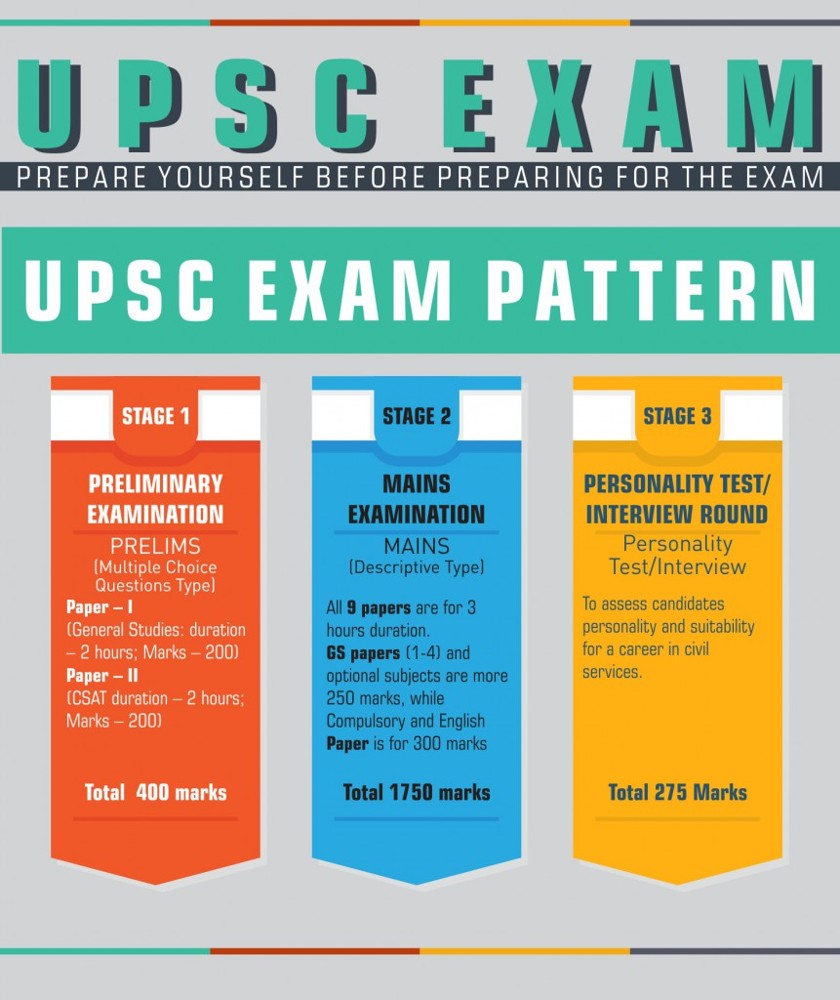 UPSC EXAM
PREPARE YOURSELF BEFORE PREPARING FOR THE EXAM
UPSC EXAM PATTERN
STAGE 1
PRELIMINARY
EXAMINATION
PRELIMS
(Multiple Choice
Questions Type)
Paper – I
(General Studies: duration
– 2 hours; Marks – 200)
Paper – II
(CSAT duration – 2 hours;
Marks – 200)
Total 400 marks
STAGE 2
MAINS
EXAMINATION
MAINS
(Descriptive Type)
All 9 papers are for 3
hours duration.
GS papers (1-4) and
optional subjects are more
250 marks, while
Compulsory and English
Paper is for 300 marks
Total 1750 marks
STAGE 3
PERSONALITY TEST/
INTERVIEW ROUND
Personality
Test/Interview
To assess candidates
personality and suitability
for a career in civil
services.
Total 275 Marks